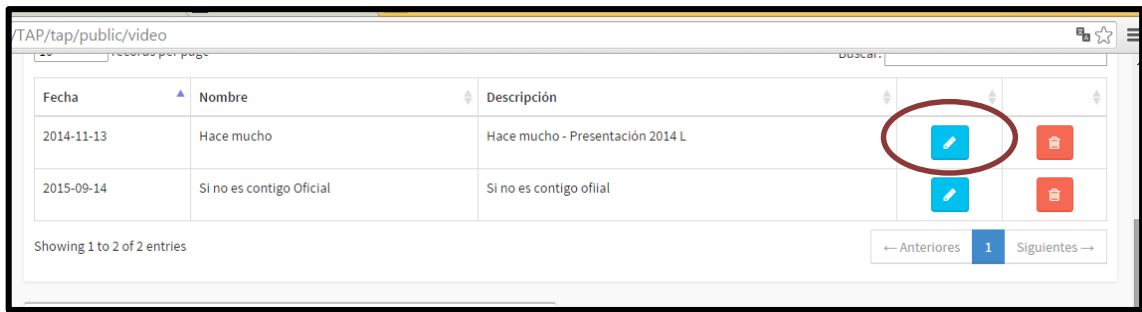 /TAP/tap/public/video
10 records per page Buscar:
Fecha Nombre Descripción
2014-11-13 Hace mucho Hace mucho - Presentación 2014 L
2015-09-14 Si no es contigo Oficial Si no es contigo ofiial
Showing 1 to 2 of 2 entries ← Anteriores 1 Siguientes →